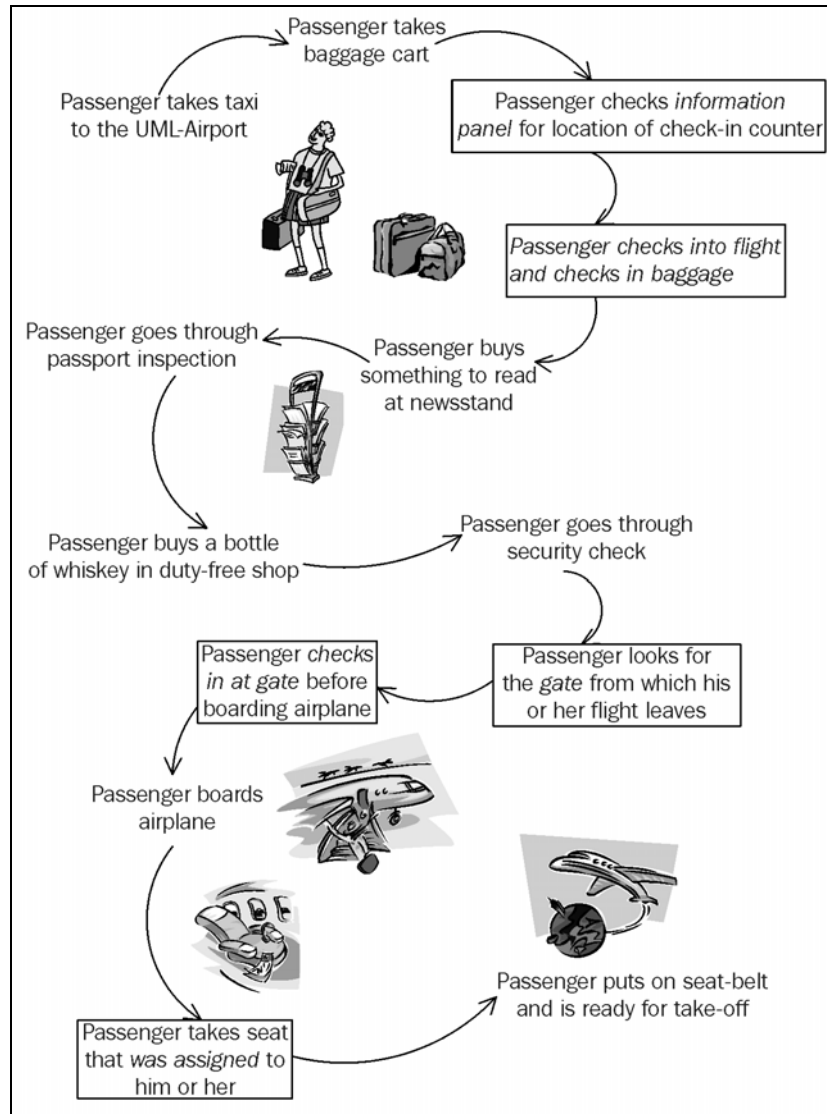 Passenger takes
baggage cart
Passenger takes taxi
to the UML-Airport
Passenger checks information
panel for location of check-in counter
Passenger checks into flight
and checks in baggage
Passenger buys
something to read
at newsstand
Passenger goes through
passport inspection
Passenger buys a bottle
of whiskey in duty-free shop
Passenger goes through
security check
Passenger looks for
the gate from which his
or her flight leaves
Passenger checks
in at gate before
boarding airplane
Passenger boards
airplane
Passenger takes seat
that was assigned to
him or her
Passenger puts on seat-belt
and is ready for take-off